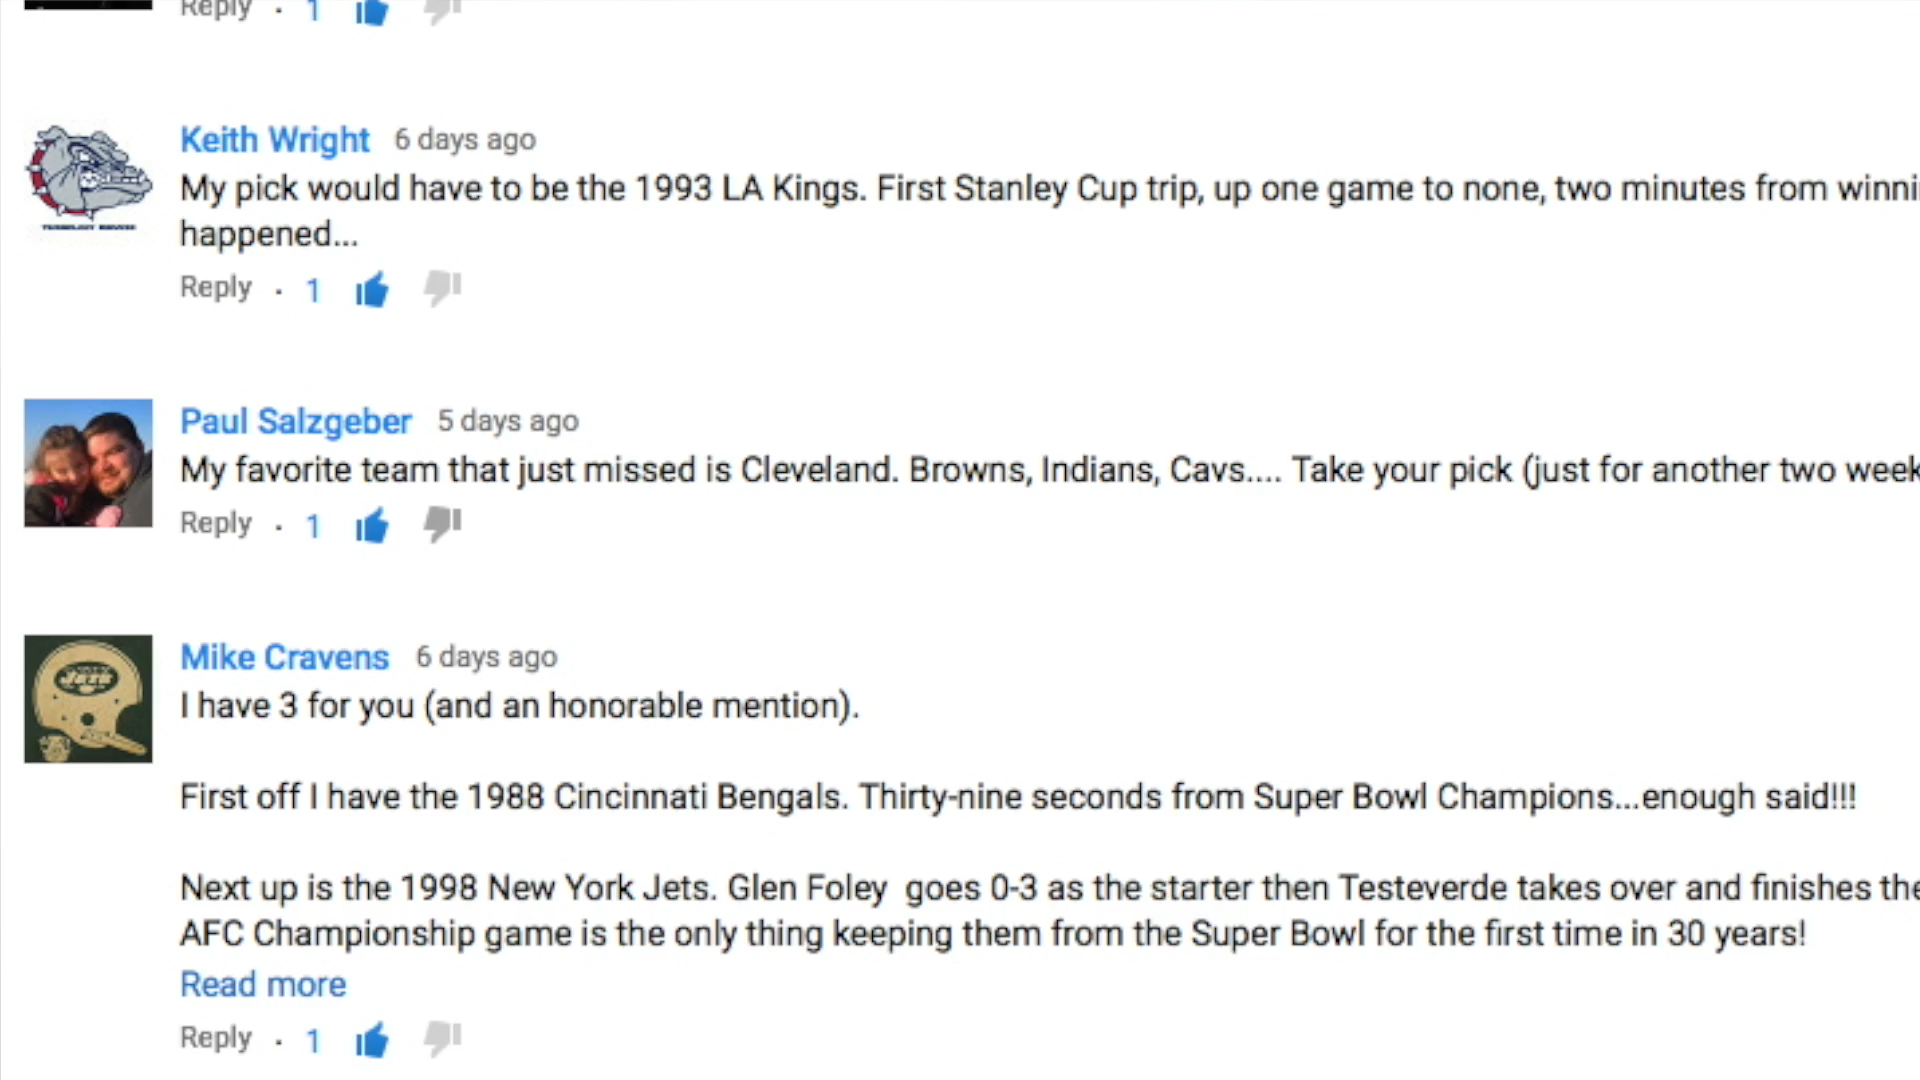 Reply · 1
Keith Wright 6 days ago
My pick would have to be the 1993 LA Kings. First Stanley Cup trip, up one game to none, two minutes from
happened...
Reply · 1
Paul Salzgeber 5 days ago
My favorite team that just missed is Cleveland. Browns, Indians, Cavs.... Take your pick (just for another two
Reply · 1
JETS
Mike Cravens 6 days ago
I have 3 for you (and an honorable mention).
First off I have the 1988 Cincinnati Bengals. Thirty-nine seconds from Super Bowl Champions...enough said!!!
Next up is the 1998 New York Jets. Glen Foley goes 0-3 as the starter then Testeverde takes over and finishes the
AFC Championship game is the only thing keeping them from the Super Bowl for the first time in 30 years!
Read more
Reply · 1